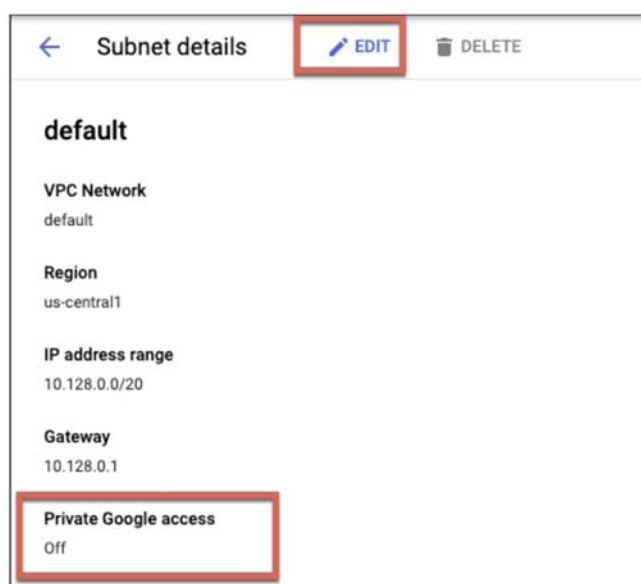 Subnet details EDIT DELETE
default
VPC Network
default
Region
us-central1
IP address range
10.128.0.0/20
Gateway
10.128.0.1
Private Google access
Off